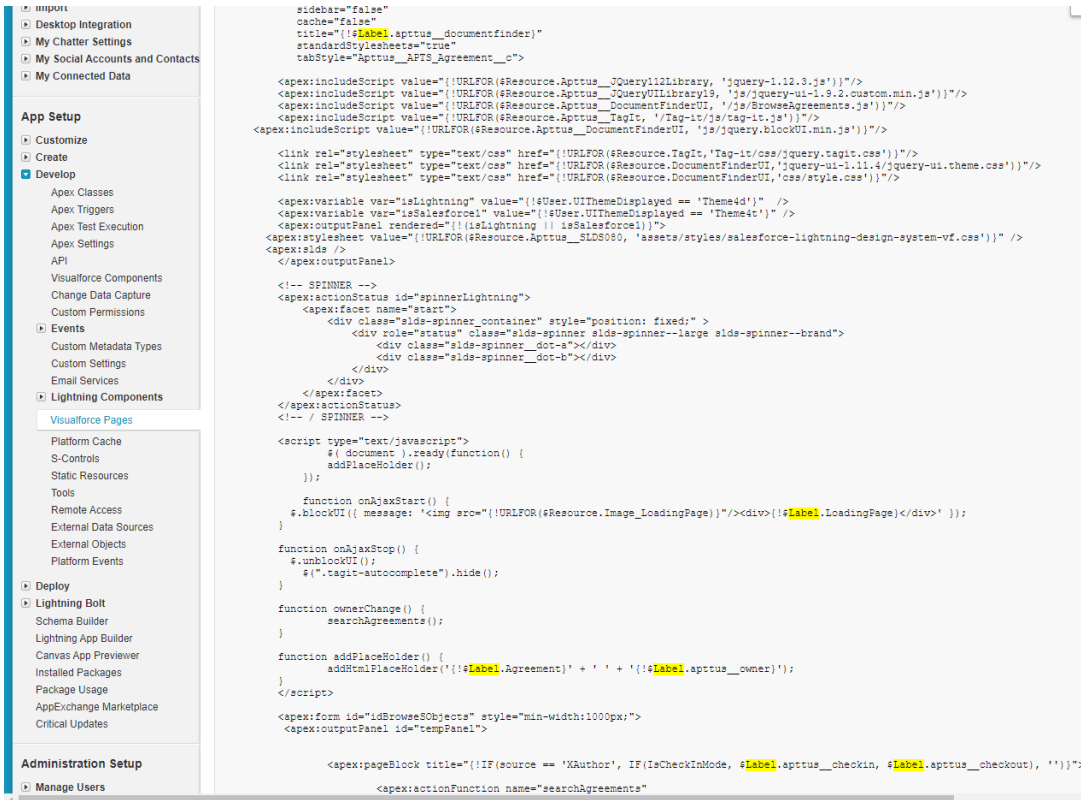 Import
Desktop Integration
My Chatter Settings
My Social Accounts and Contacts
My Connected Data
App Setup
Customize
Create
Develop
Apex Classes
Apex Triggers
Apex Test Execution
Apex Settings
API
Visualforce Components
Change Data Capture
Custom Permissions
Events
Custom Metadata Types
Custom Settings
Email Services
Lightning Components
Visualforce Pages
Platform Cache
S-Controls
Static Resources
Tools
Remote Access
External Data Sources
External Objects
Platform Events
Deploy
Lightning Bolt
Schema Builder
Lightning App Builder
Canvas App Previewer
Installed Packages
Package Usage
AppExchange Marketplace
Critical Updates
Administration Setup
Manage Users
sidebar="false"
cache="false"
title="{!$Label.apttus__documentfinder}"
standardStylesheets="true"
tabStyle="Apttus__APTS_Agreement__c">
<apex:includeScript value="{!URLFOR($Resource.Apttus__JQuery112Library, 'jquery-1.12.3.js')}"/>
<apex:includeScript value="{!URLFOR($Resource.Apttus__JQueryUILibrary19, 'js/jquery-ui-1.9.2.custom.min.js')}"/>
<apex:includeScript value="{!URLFOR($Resource.Apttus__DocumentFinderUI, '/js/BrowseAgreements.js')}"/>
<apex:includeScript value="{!URLFOR($Resource.Apttus__TagIt, '/Tag-it/js/tag-it.js')}"/>
<apex:includeScript value="{!URLFOR($Resource.Apttus__DocumentFinderUI, 'js/jquery.blockUI.min.js')}"/>
<link rel="stylesheet" type="text/css" href="{!URLFOR($Resource.TagIt,'Tag-it/css/jquery.tagit.css')}"/>
<link rel="stylesheet" type="text/css" href="{!URLFOR($Resource.DocumentFinderUI,'jquery-ui-1.11.4/jquery-ui.theme.css')}"/>
<link rel="stylesheet" type="text/css" href="{!URLFOR($Resource.DocumentFinderUI,'css/style.css')}"/>
<apex:variable var="isLightning" value="{!$User.UIThemeDisplayed == 'Theme4d'}" />
<apex:variable var="isSalesforce1" value="{!$User.UIThemeDisplayed == 'Theme4t'}" />
<apex:outputPanel rendered="{!(isLightning || isSalesforce1)}">
<apex:stylesheet value="{!URLFOR($Resource.Apttus__SLDS080, 'assets/styles/salesforce-lightning-design-system-vf.css')}" />
<apex:slds />
</apex:outputPanel>
<!-- SPINNER -->
<apex:actionStatus id="spinnerLightning">
<apex:facet name="start">
<div class="slds-spinner_container" style="position: fixed;" >
<div role="status" class="slds-spinner slds-spinner--large slds-spinner--brand">
<div class="slds-spinner__dot-a"></div>
<div class="slds-spinner__dot-b"></div>
</div>
</div>
</apex:facet>
</apex:actionStatus>
<!-- / SPINNER -->
<script type="text/javascript">
$( document ).ready(function() {
addPlaceHolder();
});
function onAjaxStart() {
$.blockUI({ message: '<img src="{!URLFOR($Resource.Image_LoadingPage)}"/><div>{!$Label.LoadingPage}</div>' });
}
function onAjaxStop() {
$.unblockUI();
$(".tagit-autocomplete").hide();
}
function ownerChange() {
searchAgreements();
}
function addPlaceHolder() {
addHtmlPlaceHolder('{!$Label.Agreement}' + ' ' + '{!$Label.apttus__owner}');
}
</script>
<apex:form id="idBrowseSObjects" style="min-width:1000px;">
<apex:outputPanel id="tempPanel">
<apex:pageBlock title="{!IF(source == 'XAuthor', IF(IsCheckInMode, $Label.apttus__checkin, $Label.apttus__checkout), '')}">
<apex:actionFunction name="searchAgreements"